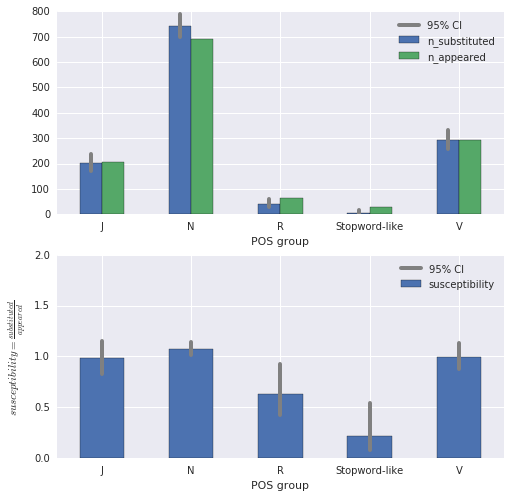 800
700
600
500
400
300
200
100
0
95% CI
n_substituted
n_appeared
J N R Stopword-like V
POS group
susceptibility = substituted/appeared
2.0
1.5
1.0
0.5
0.0
95% CI
susceptibility
J N R Stopword-like V
POS group